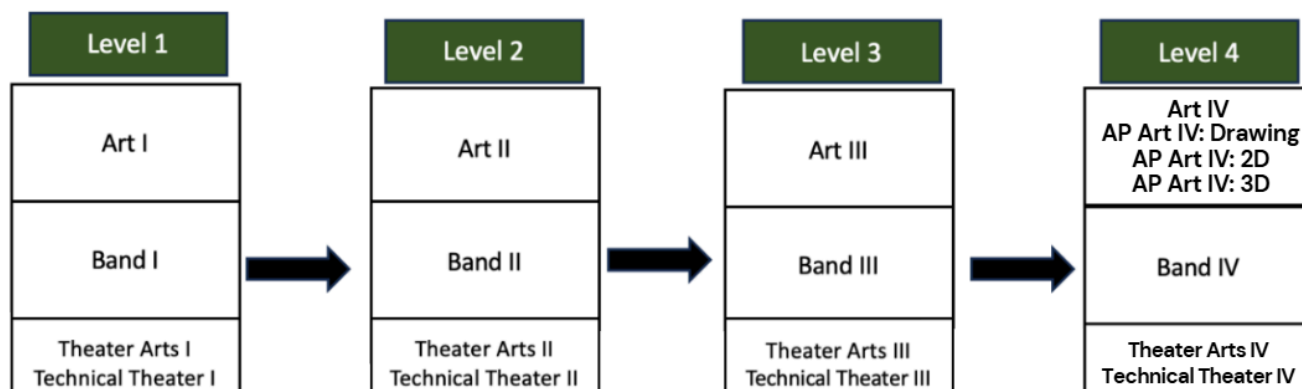 Level 1
Art I
Band I
Theater Arts I
Technical Theater I
Level 2
Art II
Band II
Theater Arts II
Technical Theater II
Level 3
Art III
Band III
Theater Arts III
Technical Theater III
Level 4
Art IV
AP Art IV: Drawing
AP Art IV: 2D
AP Art IV: 3D
Band IV
Theater Arts IV
Technical Theater IV